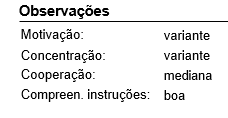 Observações
Motivação: variante
Concentração: variante
Cooperação: mediana
Compreen. instruções: boa